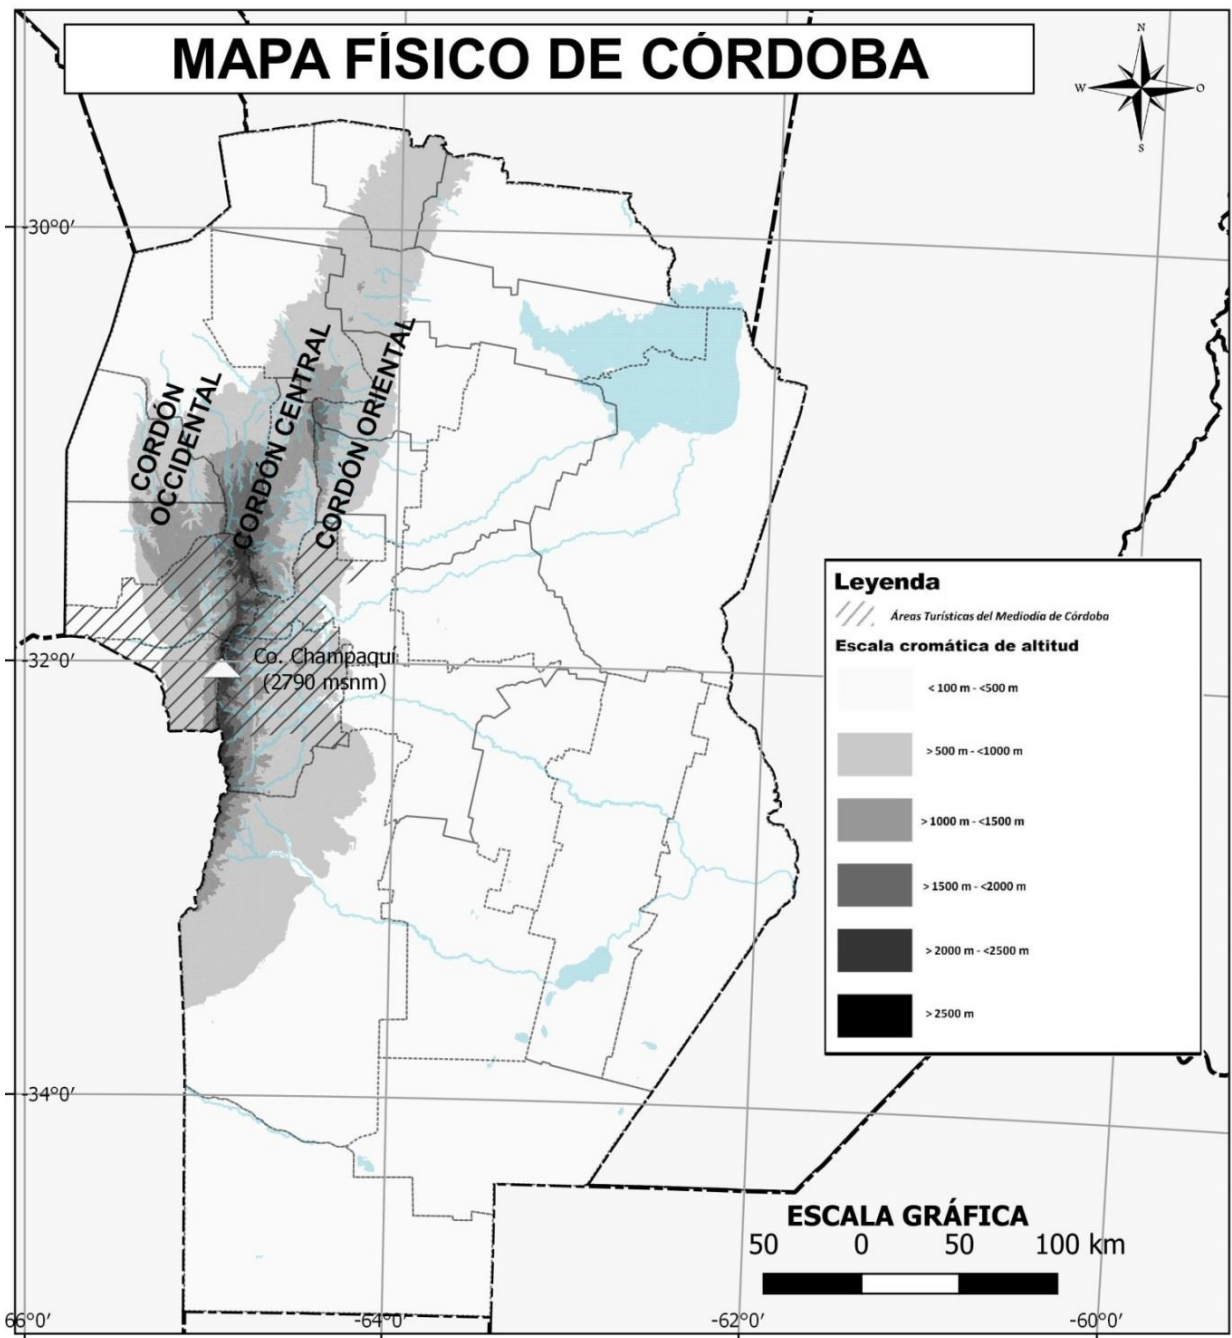 MAPA FÍSICO DE CÓRDOBA
N
W
O
S
-30°0'
CORDÓN
OCCIDENTAL
CORDÓN CENTRAL
CORDÓN ORIENTAL
-32°0'
Co. Champaquí
(2790 msnm)
Leyenda
Áreas Turísticas del Mediodía de Córdoba
Escala cromática de altitud
< 100 m - <500 m
> 500 m - <1000 m
> 1000 m - <1500 m
> 1500 m - <2000 m
> 2000 m - <2500 m
> 2500 m
-34°0'
ESCALA GRÁFICA
50 0 50 100 km
66°0' -64°0' -62°0' -60°0'